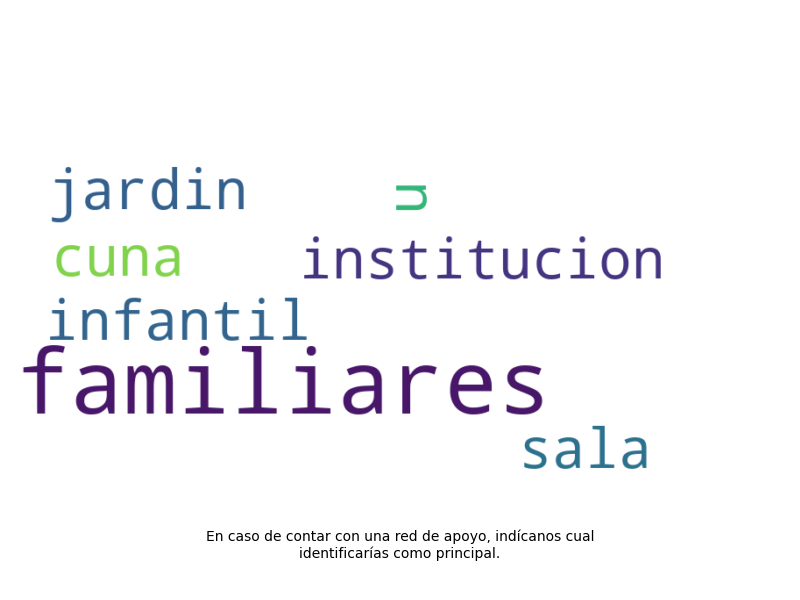 jardin
u
cuna
institucion
infantil
familiares
sala
En caso de contar con una red de apoyo, indícanos cual
identificarías como principal.